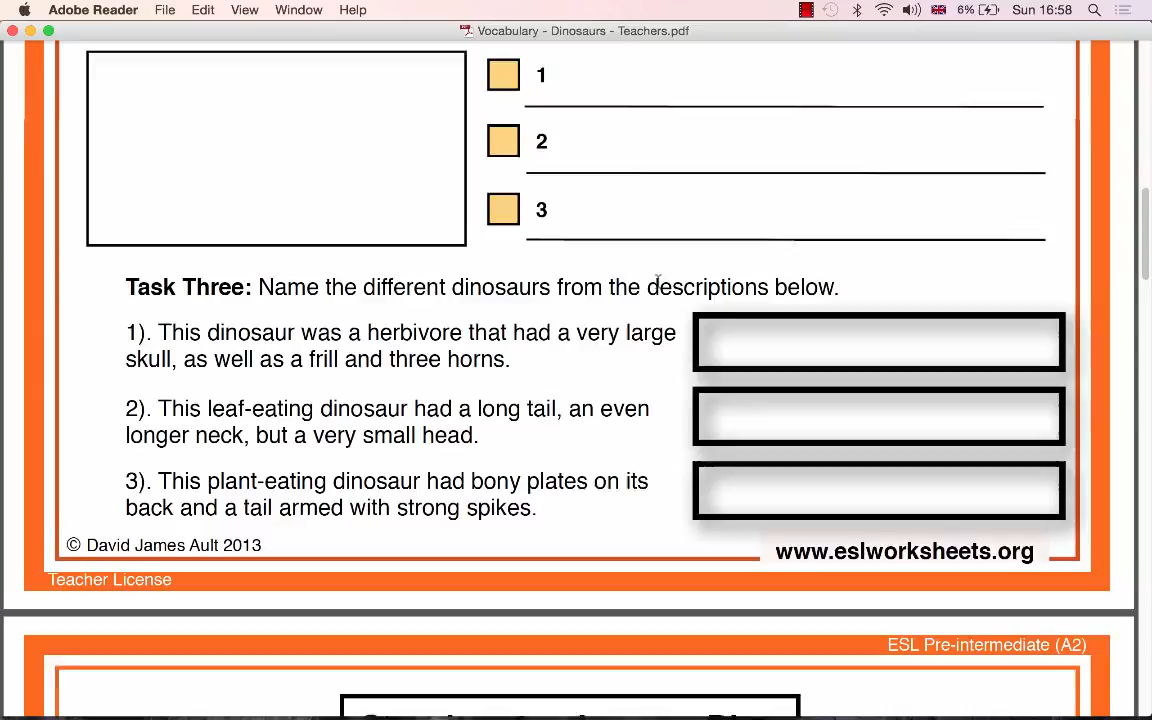 Adobe Reader File Edit View Window Help 6% Sun 16:58
Vocabulary - Dinosaurs - Teachers.pdf
1
2
3
Task Three: Name the different dinosaurs from the descriptions below.
1). This dinosaur was a herbivore that had a very large
skull, as well as a frill and three horns.
2). This leaf-eating dinosaur had a long tail, an even
longer neck, but a very small head.
3). This plant-eating dinosaur had bony plates on its
back and a tail armed with strong spikes.
© David James Ault 2013
www.eslworksheets.org
Teacher License
ESL Pre-intermediate (A2)